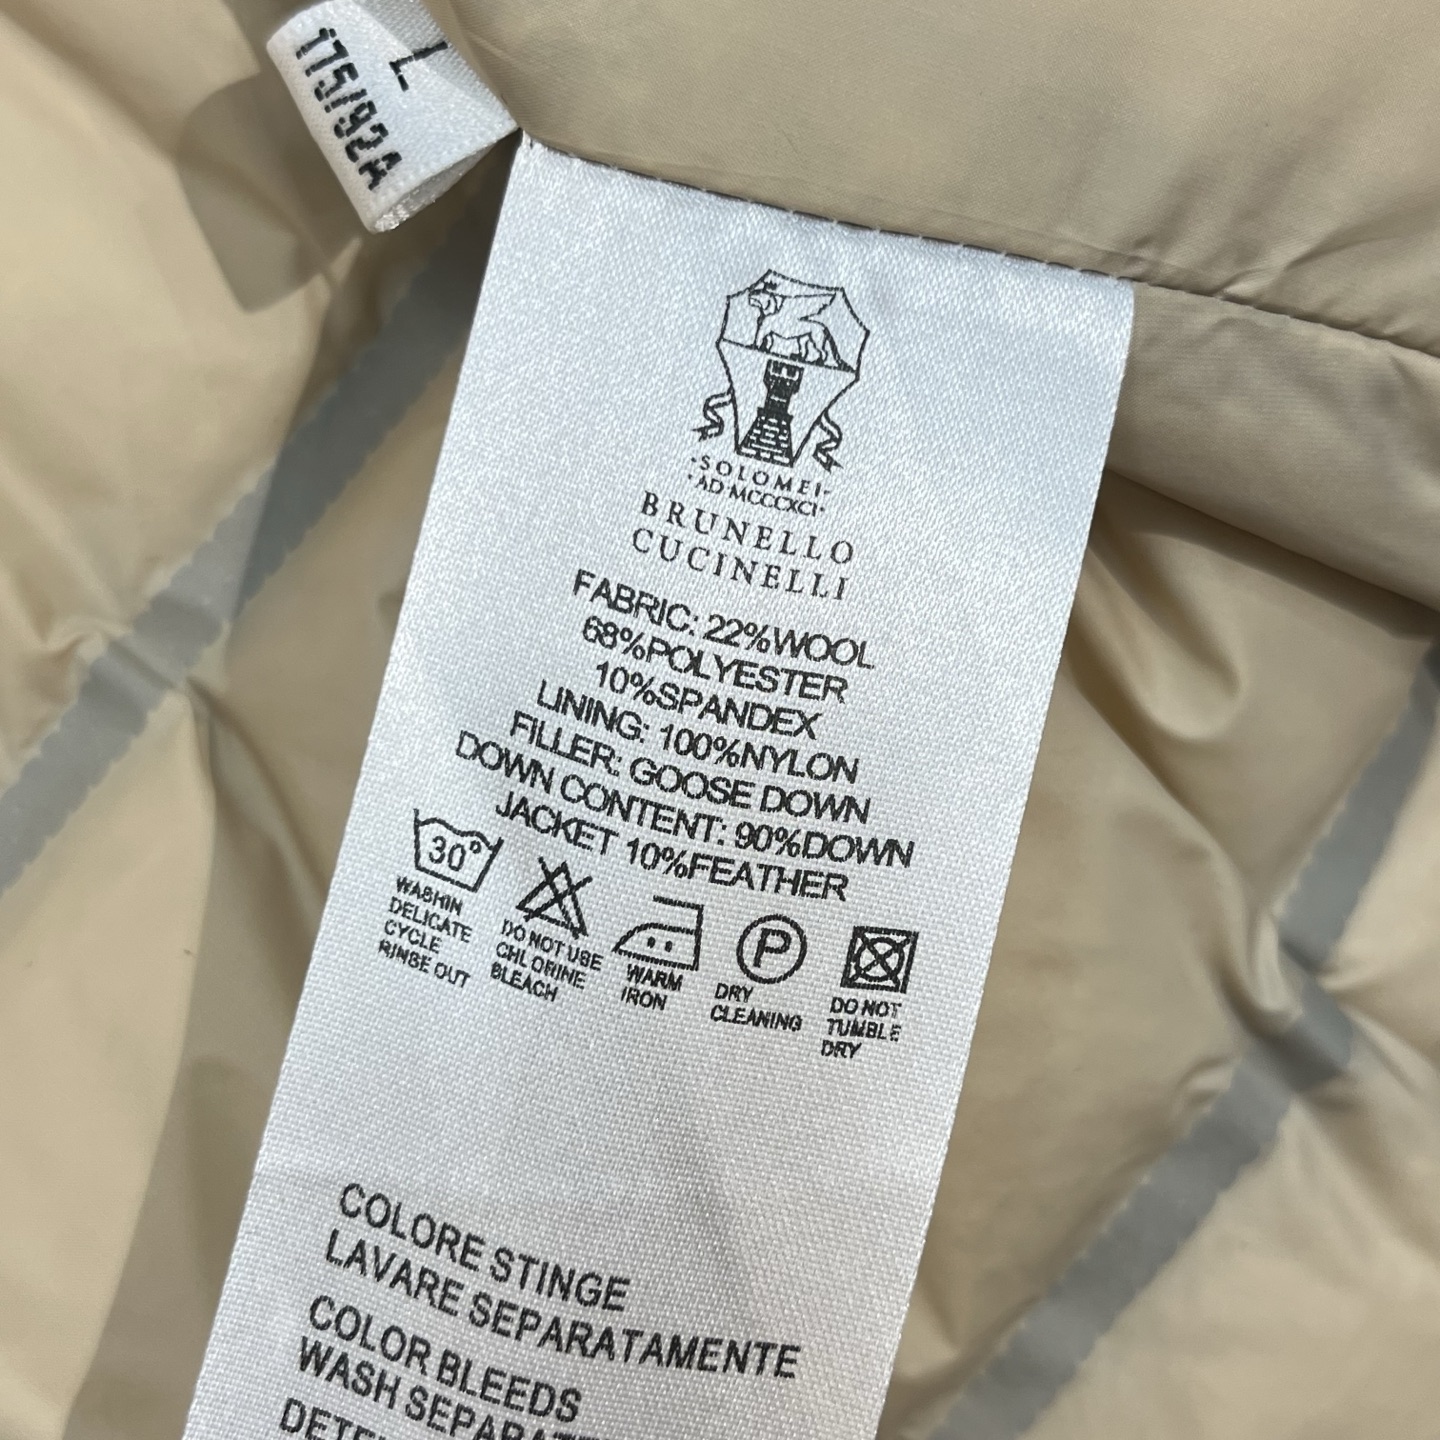 L
175/92A
·SOLOMEI·
·AD MCCCXCI·
BRUNELLO
CUCINELLI
FABRIC: 22%WOOL
68%POLYESTER
10%SPANDEX
LINING: 100%NYLON
FILLER: GOOSE DOWN
DOWN CONTENT: 90%DOWN
JACKET 10%FEATHER
30°
WASHIN
DELICATE
CYCLE
RINSE OUT
DO NOT USE
CHLORINE
BLEACH
WARM
IRON
P
DRY
CLEANING
DO NOT
TUMBLE
DRY
COLORE STINGE
LAVARE SEPARATAMENTE
COLOR BLEEDS
WASH SEPARAT